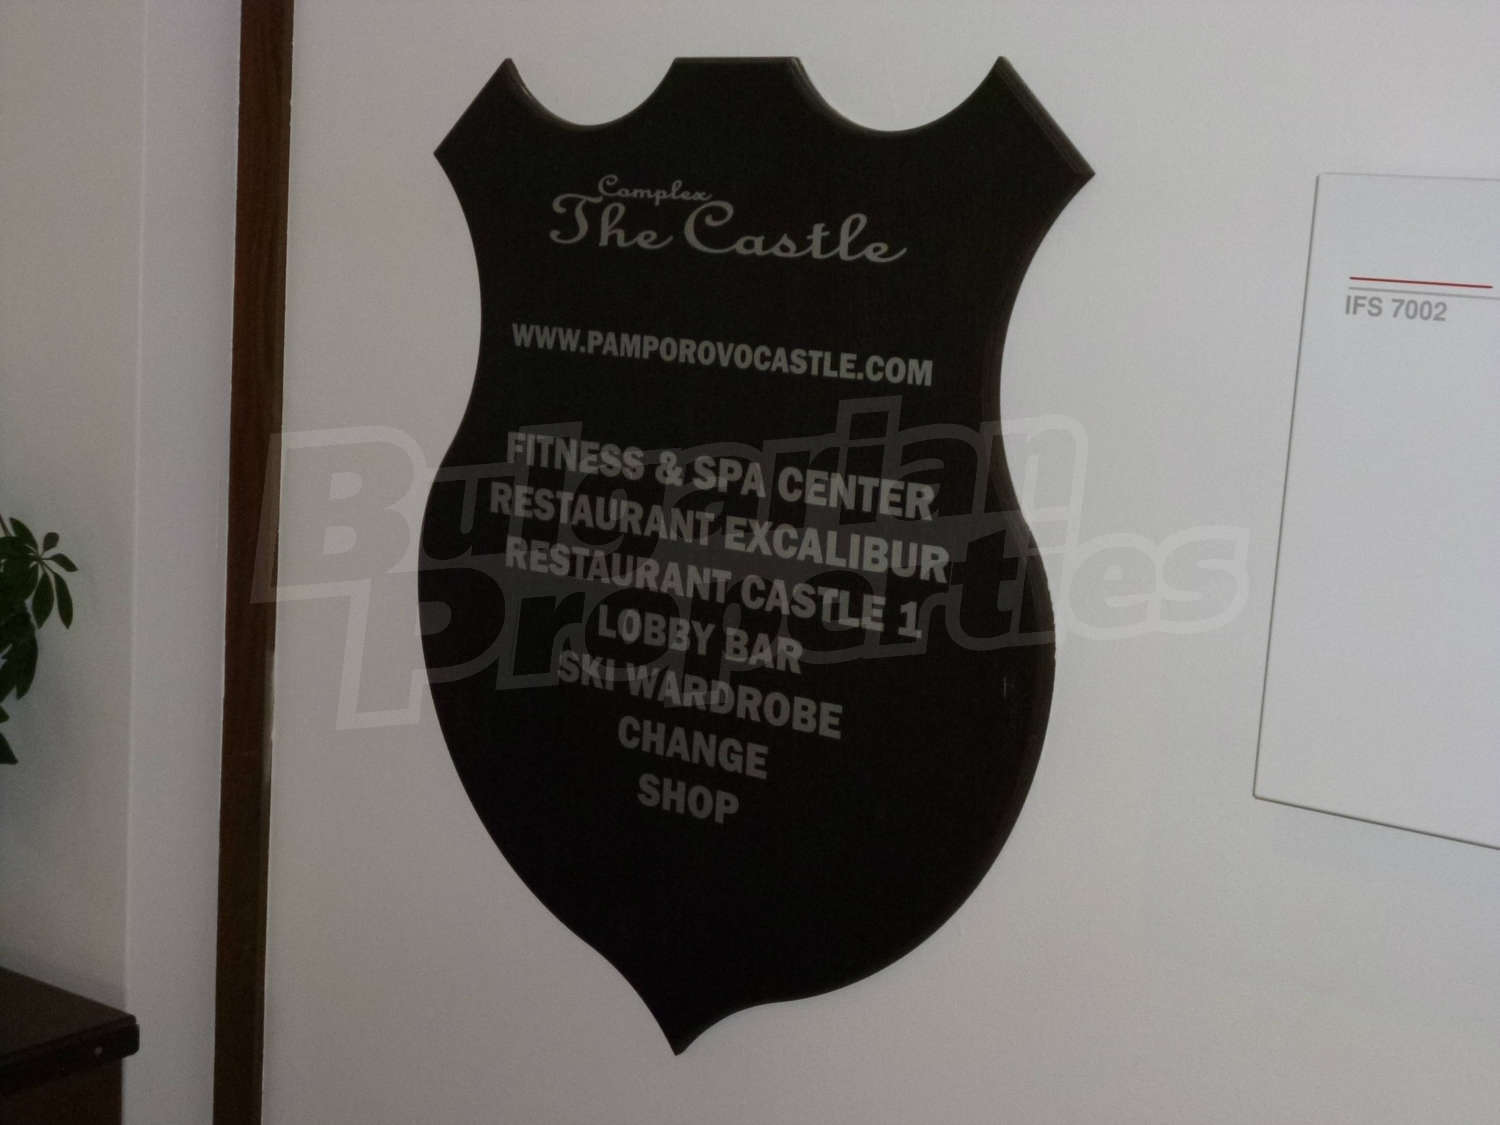 Complex
The Castle
WWW.PAMPOROVOCASTLE.COM
FITNESS & SPA CENTER
RESTAURANT EXCALIBUR
RESTAURANT CASTLE 1
LOBBY BAR
SKI WARDROBE
CHANGE
SHOP
IFS 7002
Bulgarian
Properties